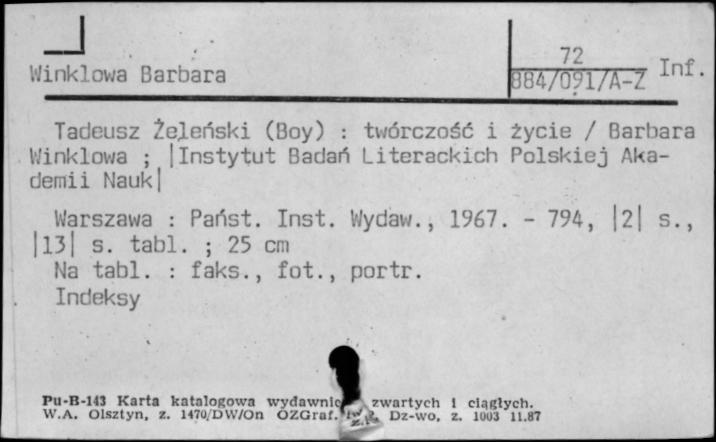 72
Winklowa Barbara
884/091/A-Z Inf.
Tadeusz Żeleński (Boy) : twórczość i życie / Barbara
Winklowa ; |Instytut Badań Literackich Polskiej Aka-
demii Nauk|
Warszawa : Państ. Inst. Wydaw., 1967. - 794, |2| s.,
|13| s. tabl. ; 25 cm
Na tabl. : faks., fot., portr.
Indeksy
Pu-B-143 Karta katalogowa wydawnic zwartych i ciągłych.
W.A. Olsztyn, z. 1470/DW/On OZGraf. Dz-wo, z. 1003 11.87